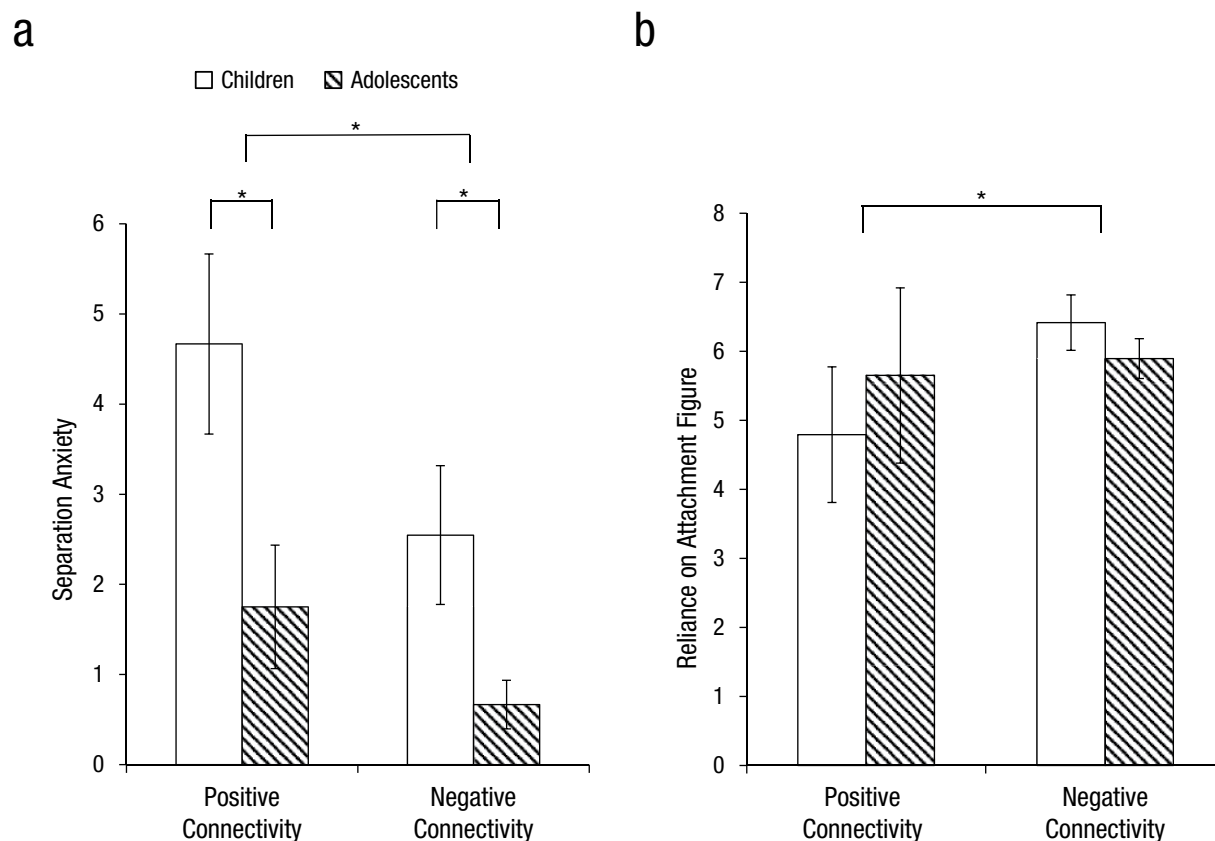 a
Children Adolescents
*
* *
6
5
4
3
2
1
0
Separation Anxiety
Positive
Connectivity
Negative
Connectivity
b
*
8
7
6
5
4
3
2
1
0
Reliance on Attachment Figure
Positive
Connectivity
Negative
Connectivity